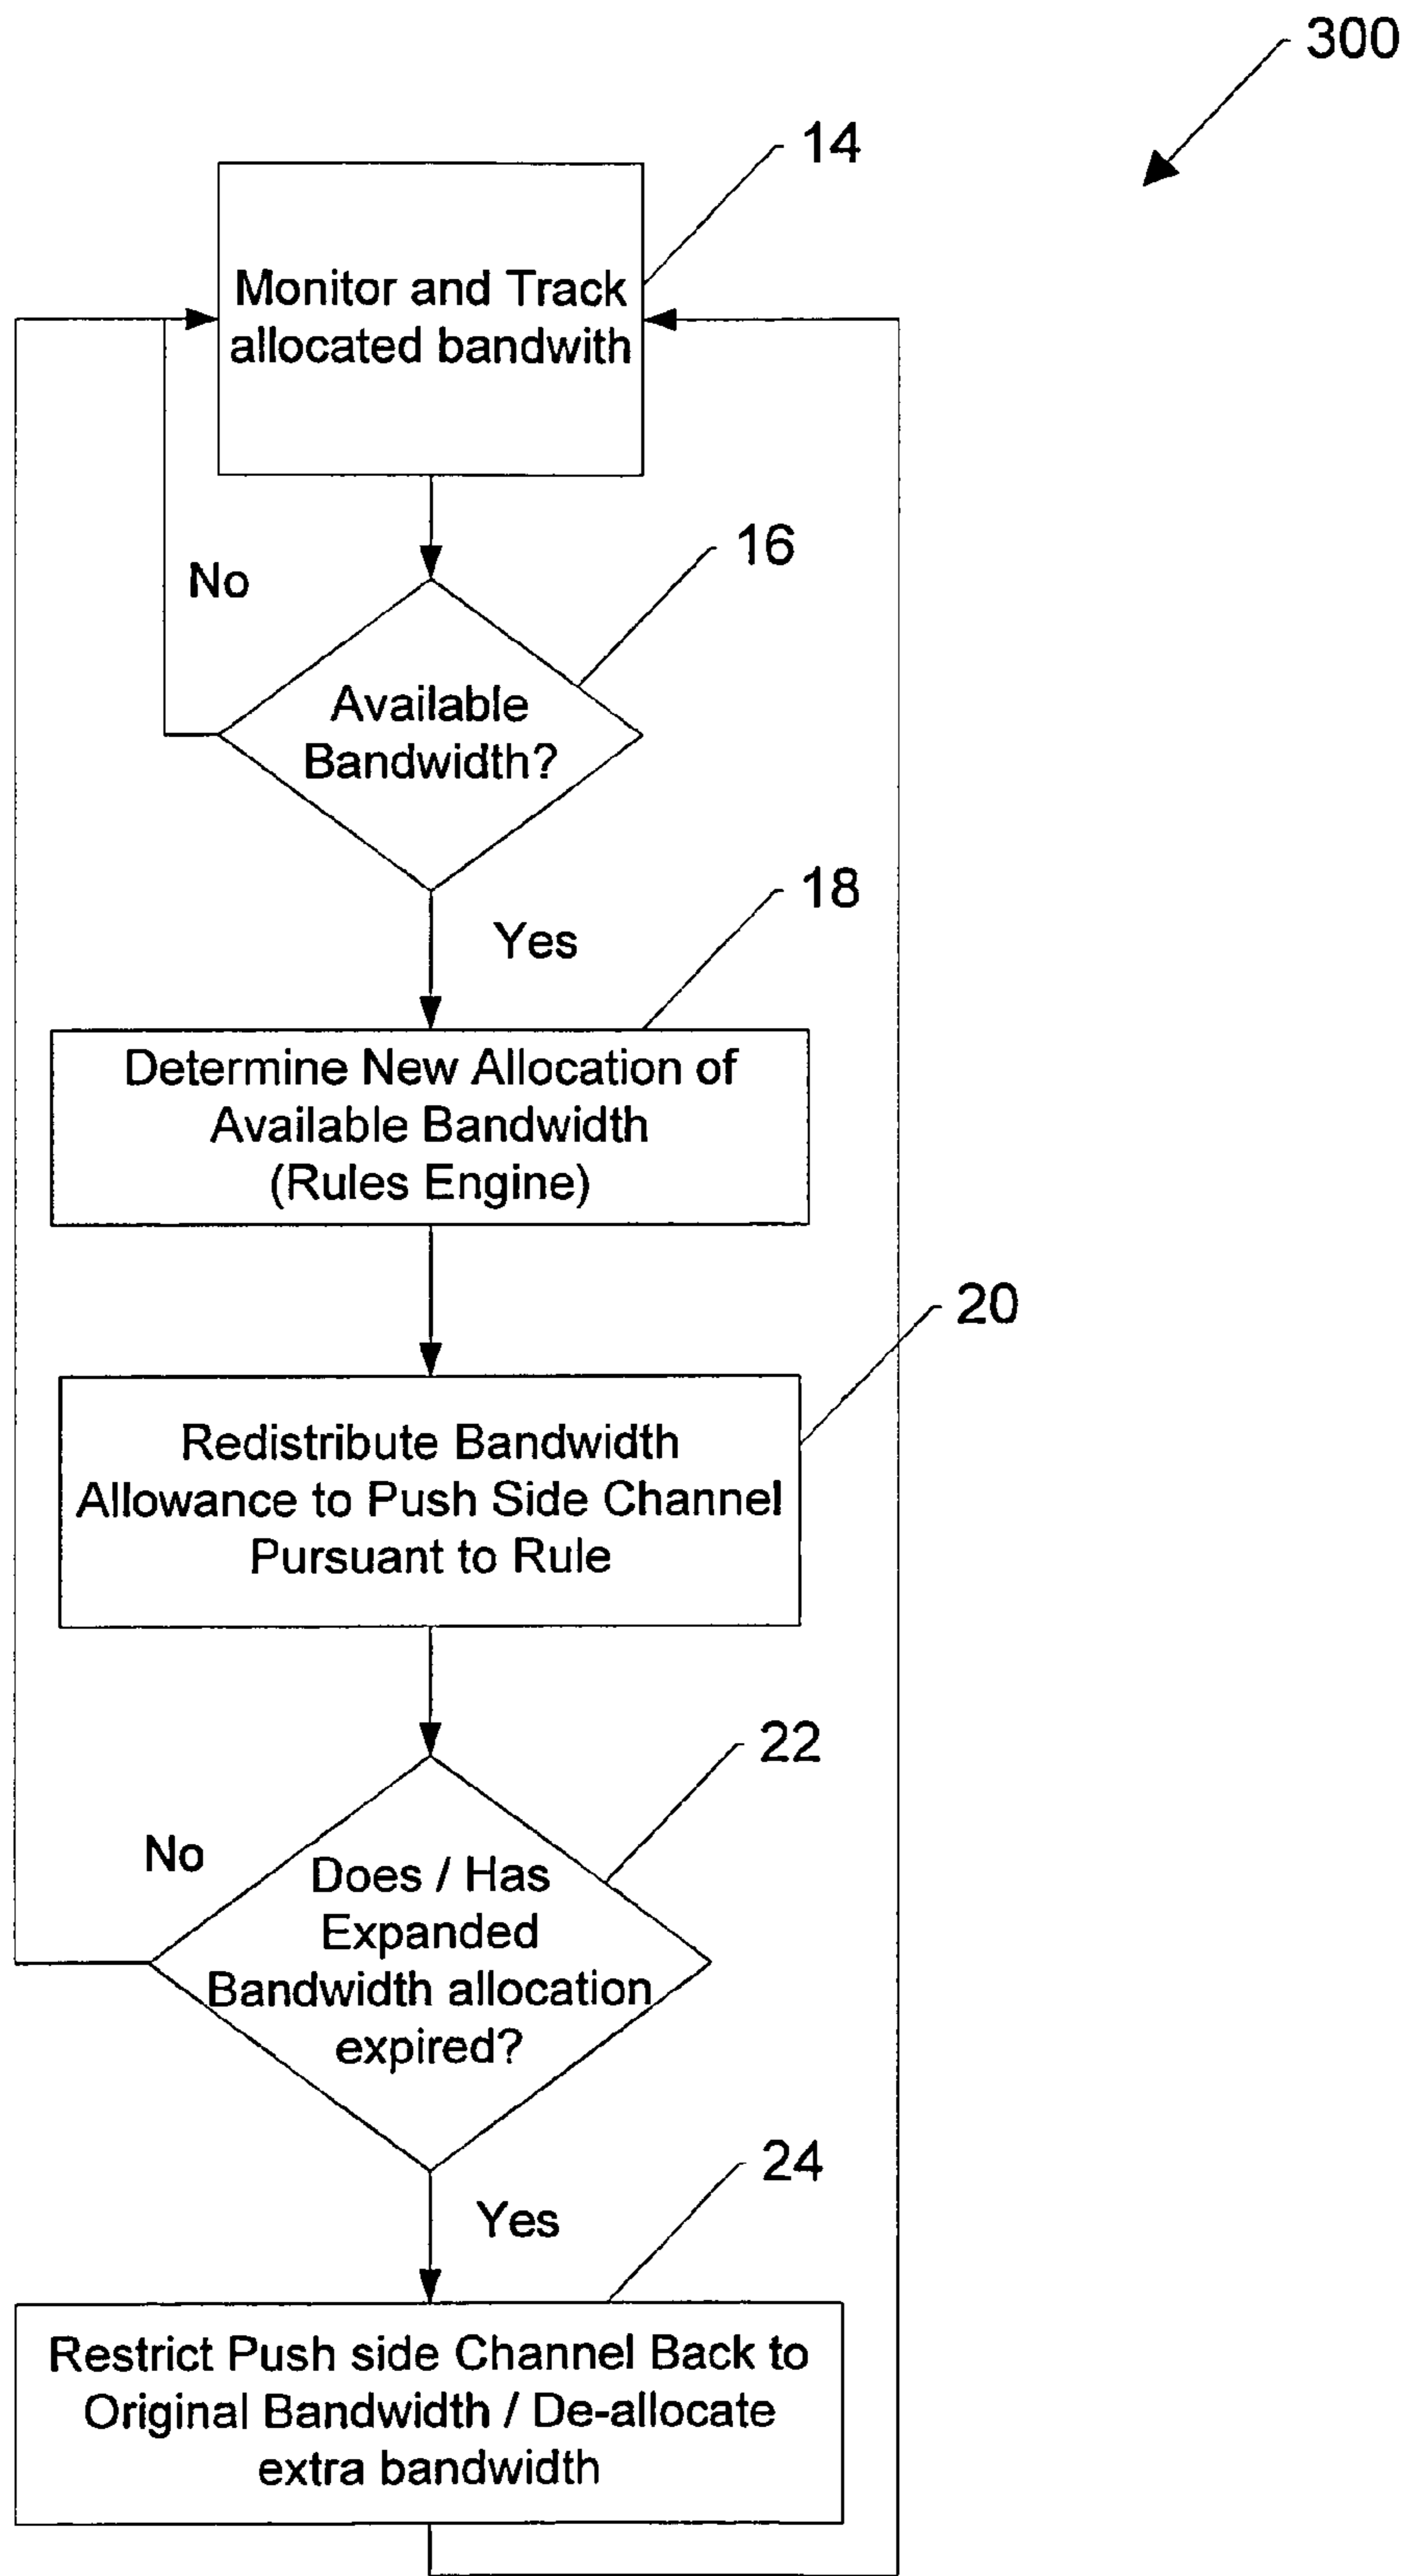 300
14
Monitor and Track
allocated bandwith
No
16
Available
Bandwidth?
Yes
18
Determine New Allocation of
Available Bandwidth
(Rules Engine)
20
Redistribute Bandwidth
Allowance to Push Side Channel
Pursuant to Rule
22
No
Does / Has
Expanded
Bandwidth allocation
expired?
Yes
24
Restrict Push side Channel Back to
Original Bandwidth / De-allocate
extra bandwidth